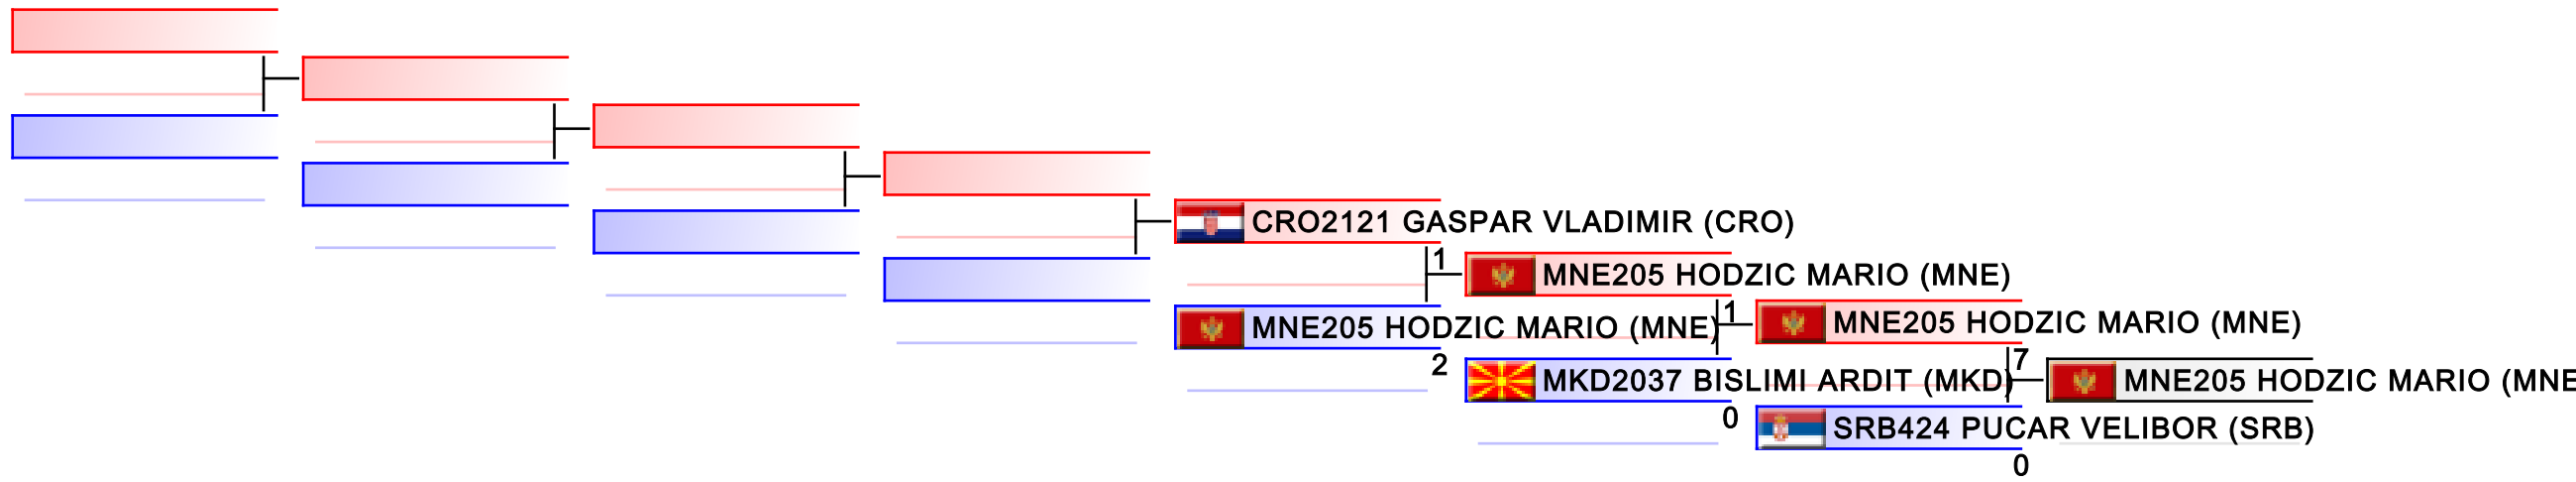 CRO2121 GASPAR VLADIMIR (CRO)
1
MNE205 HODZIC MARIO (MNE)
MNE205 HODZIC MARIO (MNE)
2
1
MNE205 HODZIC MARIO (MNE)
MKD2037 BISLIMI ARDIT (MKD)
0
7
MNE205 HODZIC MARIO (MNE
SRB424 PUCAR VELIBOR (SRB)
0